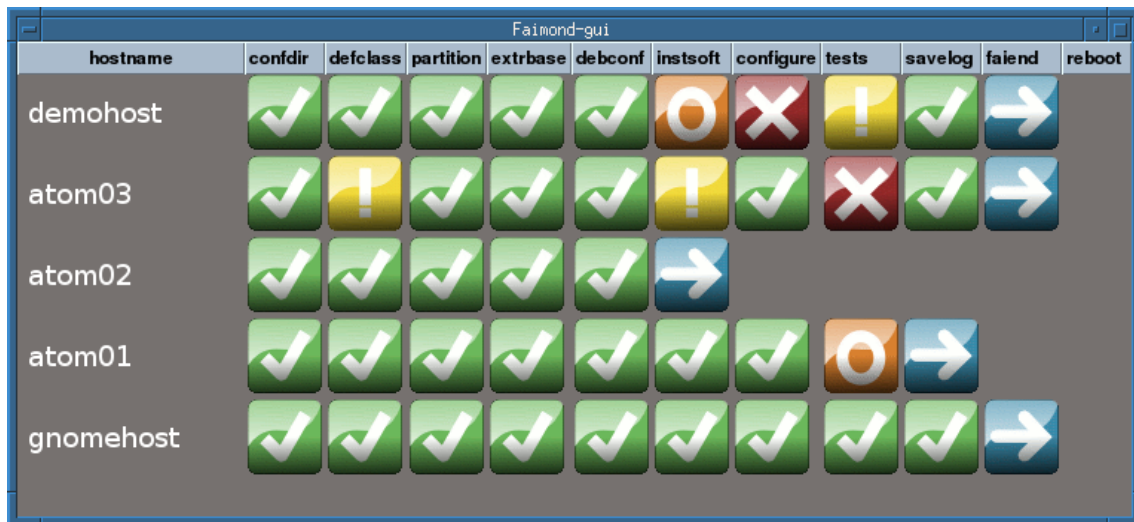 Faimond-gui
hostname confdir defclass partition extrbase debconf instsoft configure tests savelog faiend reboot
demohost
atom03
atom02
atom01
gnomehost